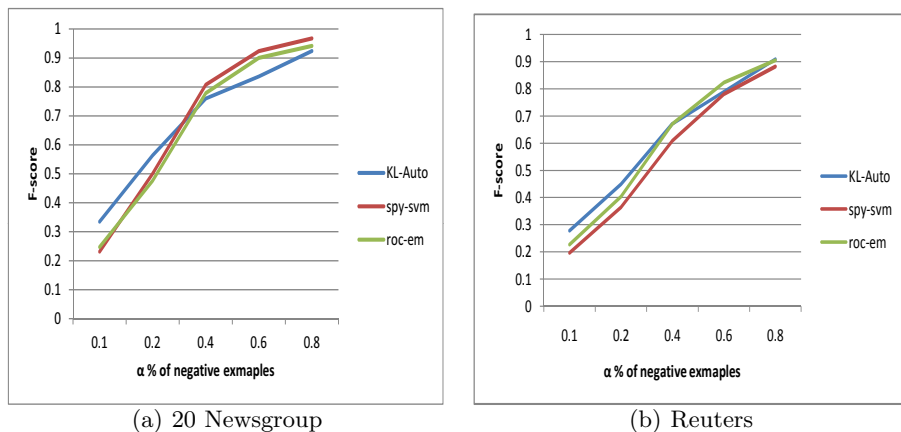 1
0.9
0.8
0.7
0.6
0.5
0.4
0.3
0.2
0.1
0
F-score
0.1 0.2 0.4 0.6 0.8
α % of negative exmaples
KL-Auto
spy-svm
roc-em
(a) 20 Newsgroup
1
0.9
0.8
0.7
0.6
0.5
0.4
0.3
0.2
0.1
0
F-score
0.1 0.2 0.4 0.6 0.8
α % of negative exmaples
KL-Auto
spy-svm
roc-em
(b) Reuters